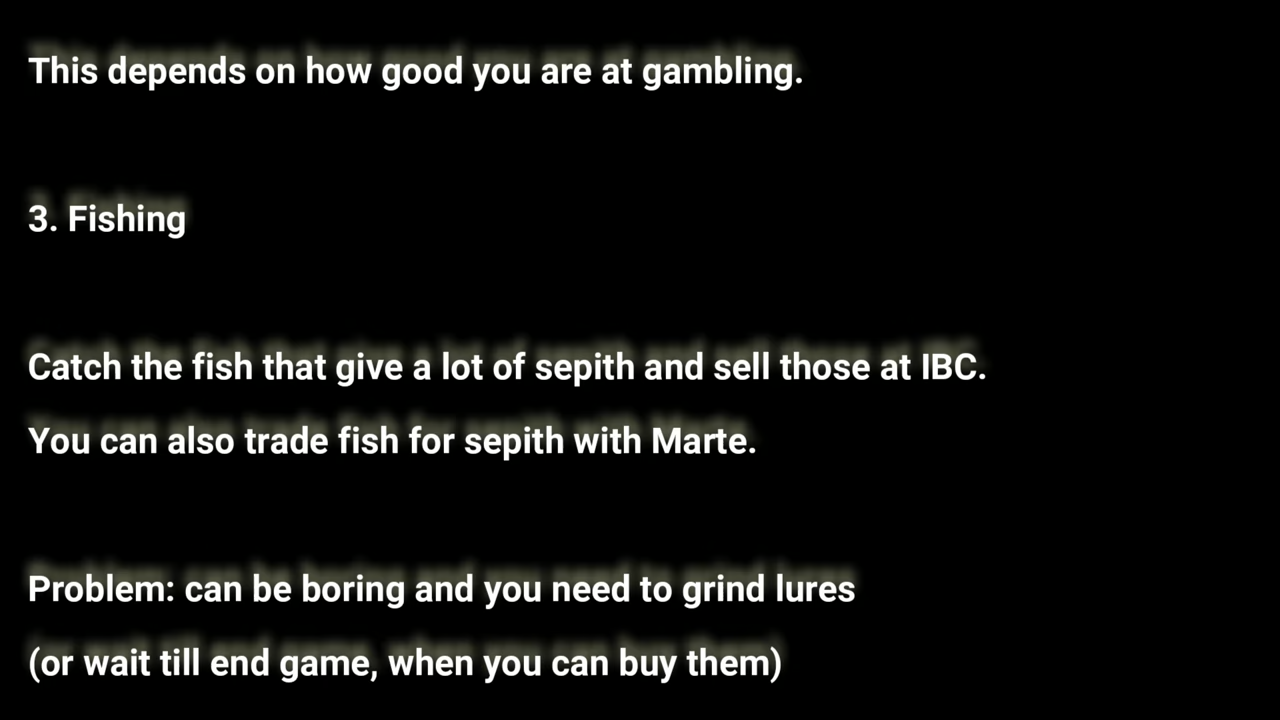 This depends on how good you are at gambling.
3. Fishing
Catch the fish that give a lot of sepith and sell those at IBC.
You can also trade fish for sepith with Marte.
Problem: can be boring and you need to grind lures
(or wait till end game, when you can buy them)